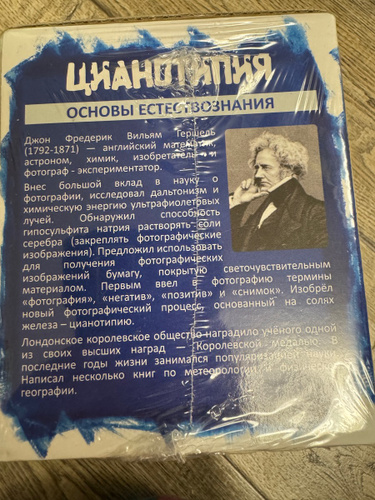 ЦИАНОТИПИЯ
ОСНОВЫ ЕСТЕСТВОЗНАНИЯ
Джон Фредерик Вильям Гершель
(1792-1871) — английский математик,
астроном, химик, изобретатель и
фотограф - экспериментатор.
Внес большой вклад в науку о
фотографии, исследовал дальтонизм и
химическую энергию ультрафиолетовых
лучей. Обнаружил способность
гипосульфита натрия растворять соли
серебра (закреплять фотографические
изображения). Предложил использовать
для получения фотографических
изображений бумагу, покрытую светочувствительным
материалом. Первым ввел в фотографию термины
«фотография», «негатив», «позитив» и «снимок». Изобрёл
новый фотографический процесс, основанный на солях
железа – цианотипию.
Лондонское королевское общество наградило учёного одной
из своих высших наград — Королевской медалью. В
последние годы жизни занимался популяризацией науки.
Написал несколько книг по метеорологии и физической
географии.